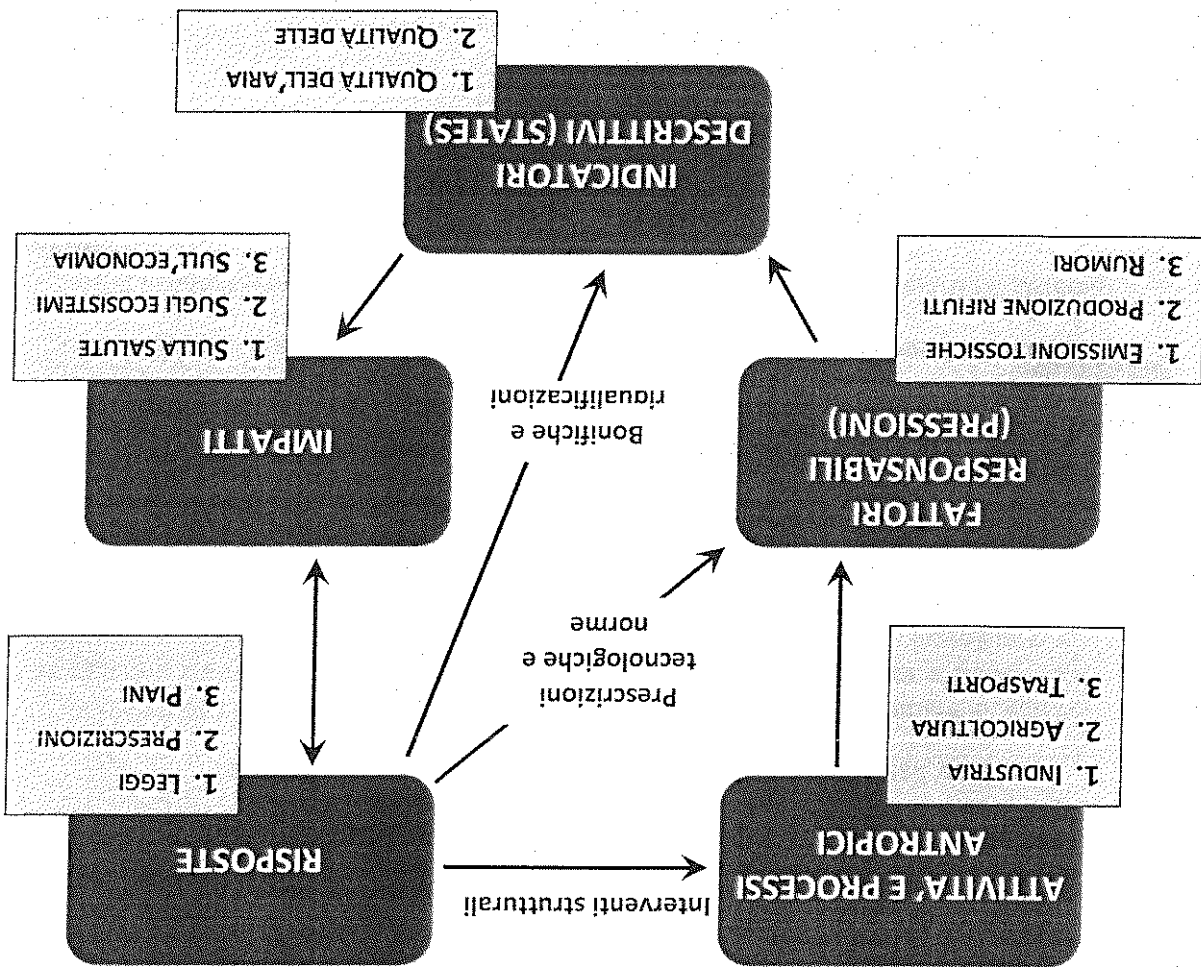 ATTIVITA' E PROCESSI
ANTROPICI
1. INDUSTRIA
2. AGRICOLTURA
3. TRASPORTI
Interventi strutturali
RISPOSTE
1. LEGGI
2. PRESCRIZIONI
3. PIANI
Prescrizioni
tecnologiche e
norme
FATTORI
RESPONSABILI
(PRESSIONI)
1. EMISSIONI TOSSICHE
2. PRODUZIONE RIFIUTI
3. RUMORI
Bonifiche e
riqualificazioni
IMPATTI
1. SULLA SALUTE
2. SUGLI ECOSISTEMI
3. SULL'ECONOMIA
INDICATORI
DESCRITTIVI (STATES)
1. QUALITÀ DELL'ARIA
2. QUALITÀ DELLE